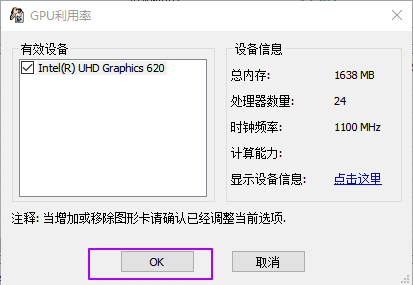 GPU利用率
有效设备
Intel(R) UHD Graphics 620
设备信息
总内存: 1638 MB
处理器数量: 24
时钟频率: 1100 MHz
计算能力:
显示设备信息: 点击这里
注释: 当增加或移除图形卡请确认已经调整当前选项.
OK
取消